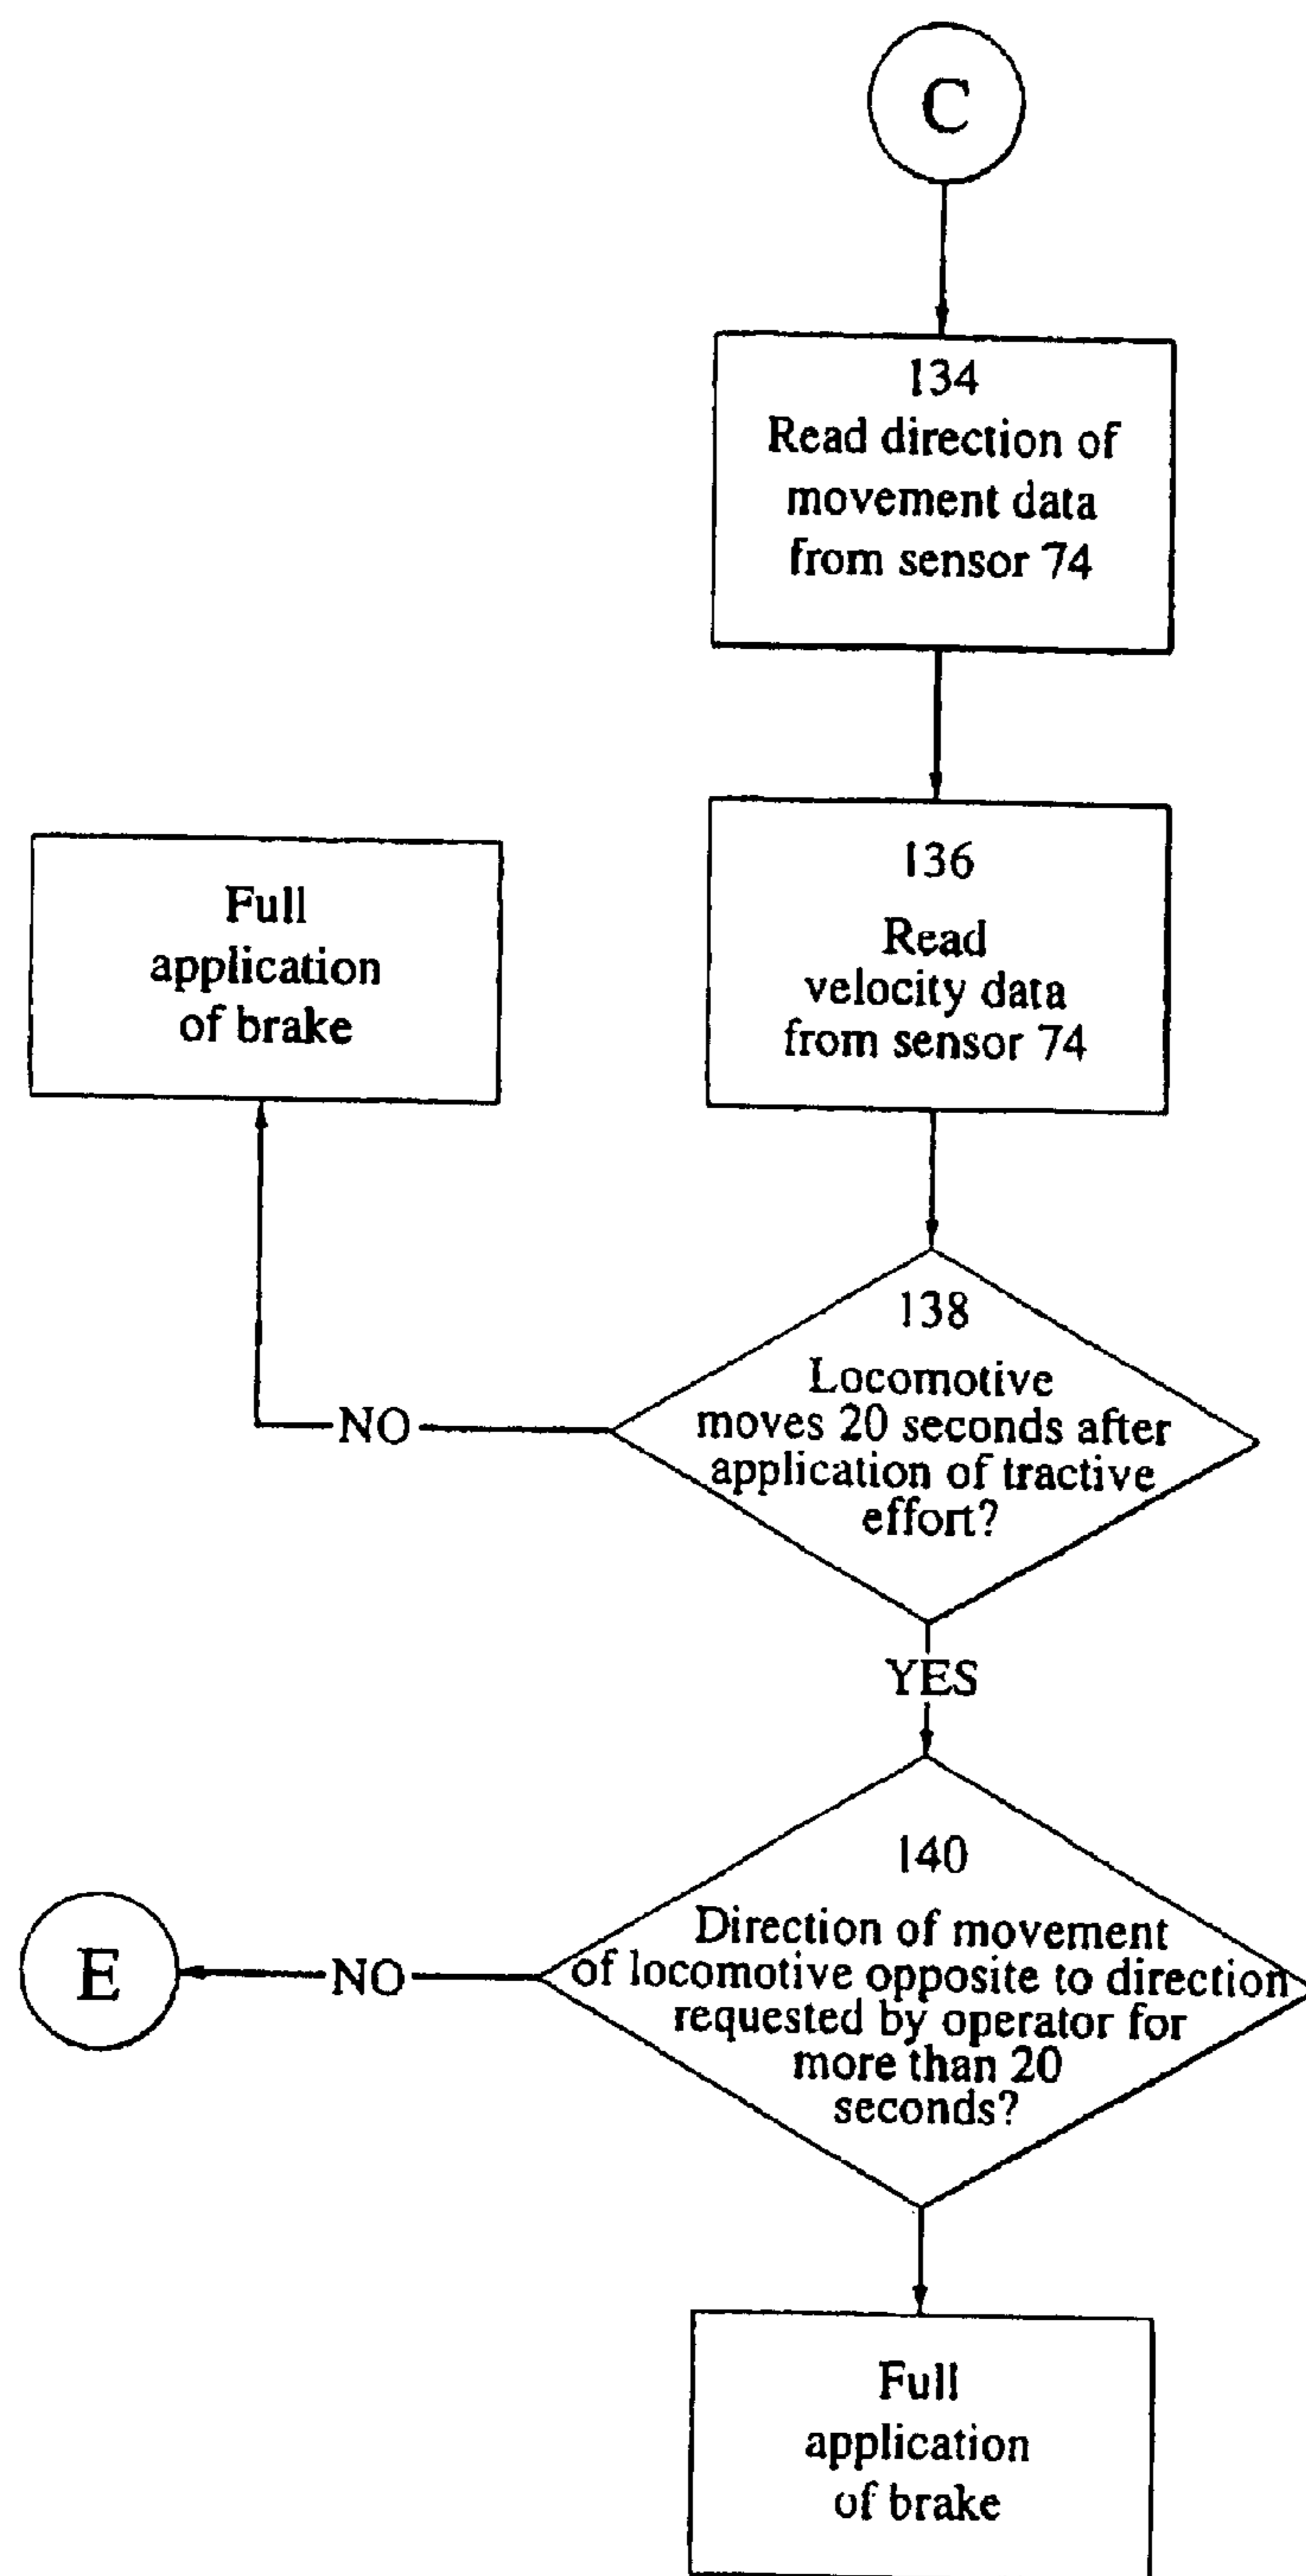 C
134
Read direction of
movement data
from sensor 74
136
Read
velocity data
from sensor 74
Full
application
of brake
138
Locomotive
moves 20 seconds after
application of tractive
effort?
NO
YES
140
Direction of movement
of locomotive opposite to direction
requested by operator for
more than 20
seconds?
NO
E
Full
application
of brake